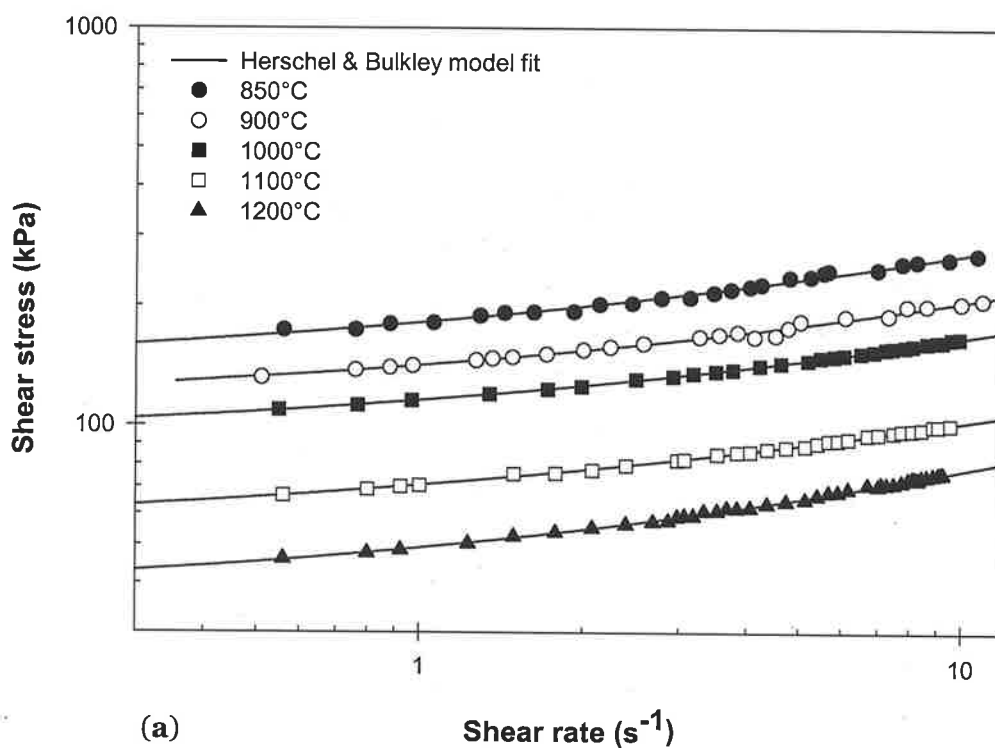 1000
Herschel & Bulkley model fit
850°C
900°C
1000°C
1100°C
1200°C
Shear stress (kPa)
100
1
10
(a)
Shear rate (s⁻¹)